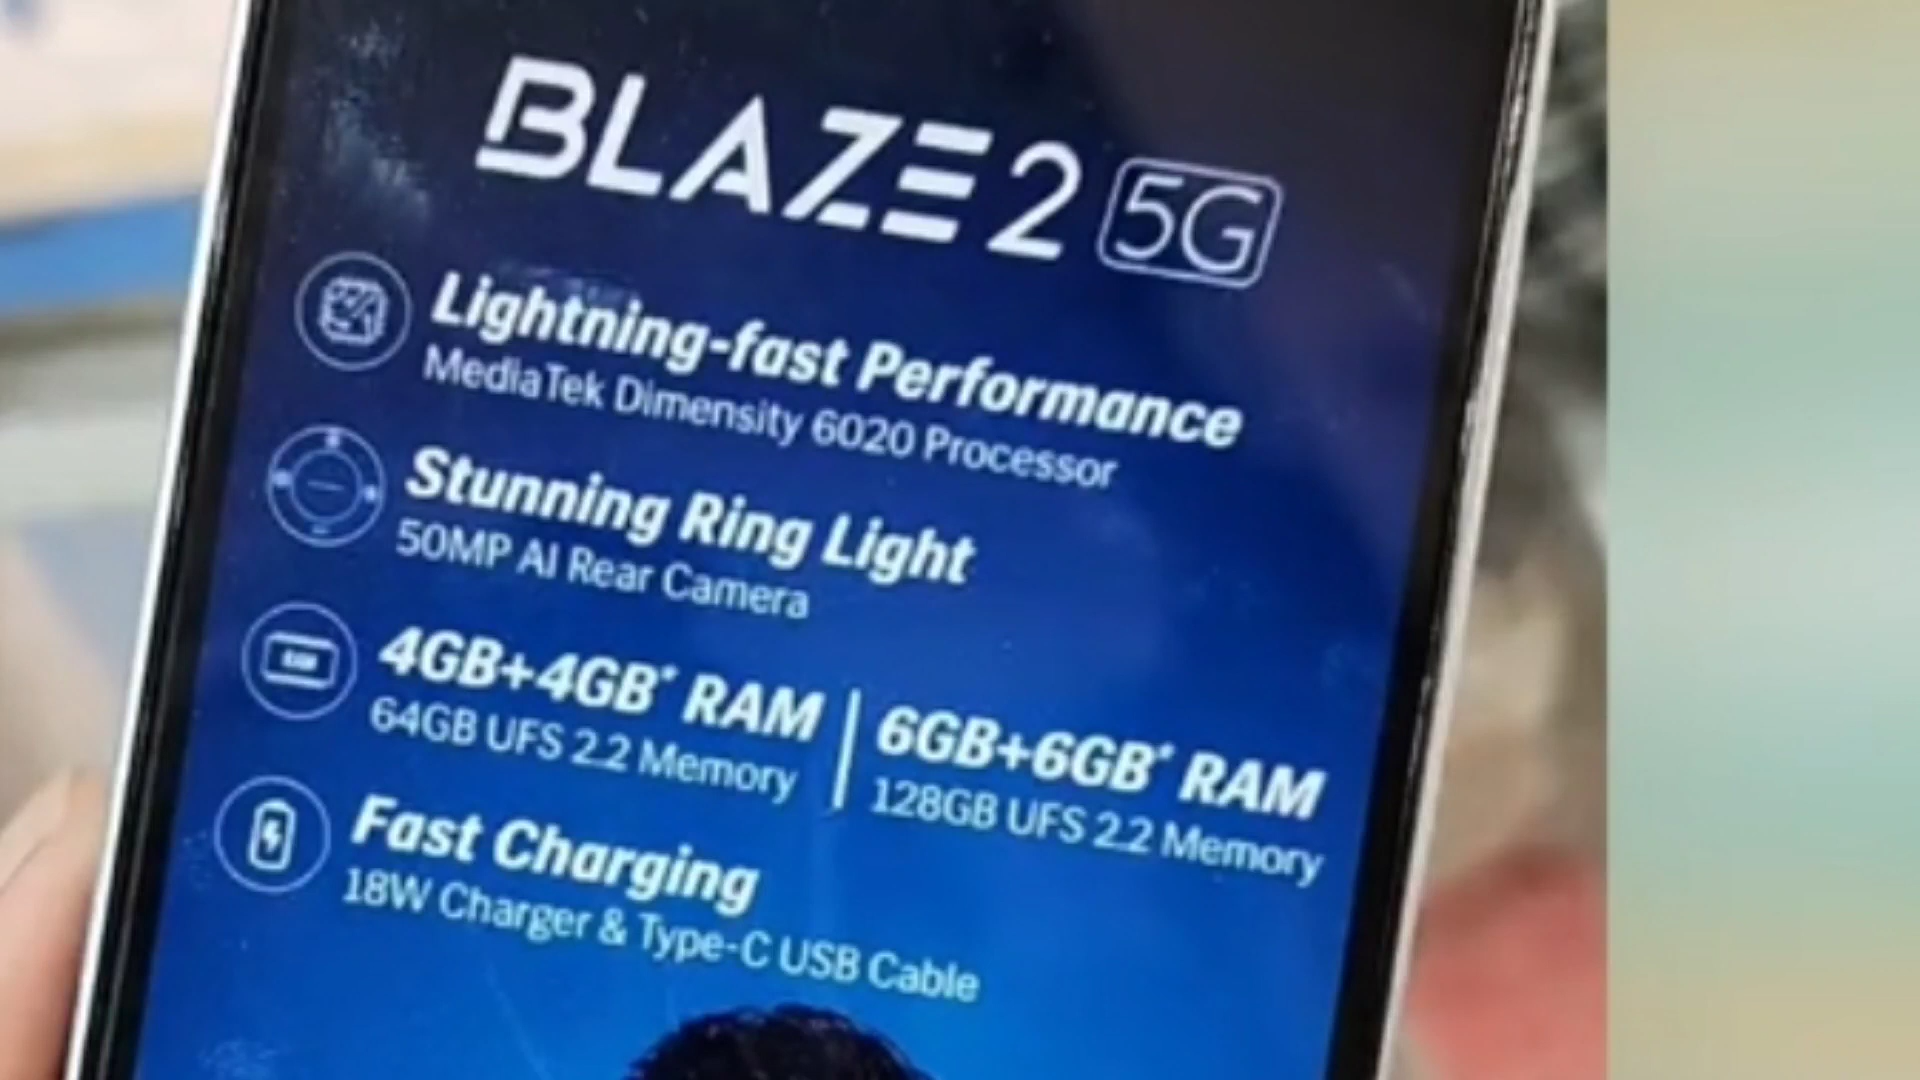 BLAZE 2 5G
Lightning-fast Performance
MediaTek Dimensity 6020 Processor
Stunning Ring Light
50MP AI Rear Camera
RAM
4GB+4GB* RAM | 6GB+6GB* RAM
64GB UFS 2.2 Memory | 128GB UFS 2.2 Memory
Fast Charging
18W Charger & Type-C USB Cable